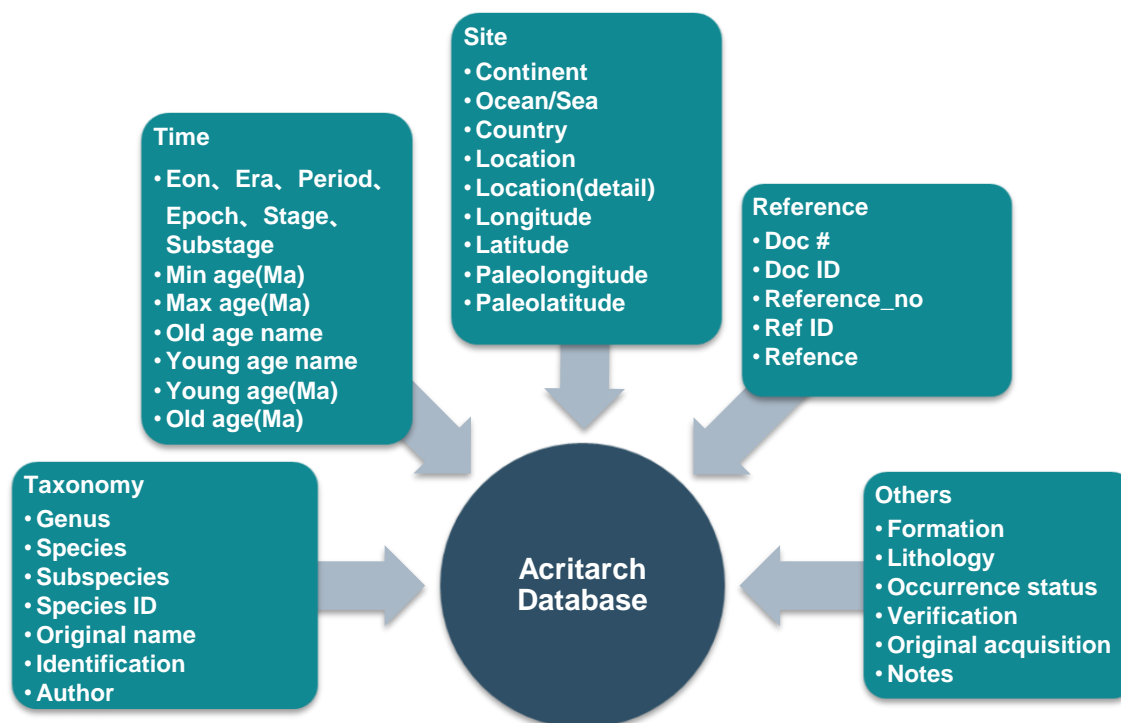 Site
• Continent
• Ocean/Sea
• Country
• Location
• Location(detail)
• Longitude
• Latitude
• Paleolongitude
• Paleolatitude
Time
• Eon、Era、Period、
Epoch、Stage、
Substage
• Min age(Ma)
• Max age(Ma)
• Old age name
• Young age name
• Young age(Ma)
• Old age(Ma)
Reference
• Doc #
• Doc ID
• Reference_no
• Ref ID
• Refence
Taxonomy
• Genus
• Species
• Subspecies
• Species ID
• Original name
• Identification
• Author
Acritarch
Database
Others
• Formation
• Lithology
• Occurrence status
• Verification
• Original acquisition
• Notes